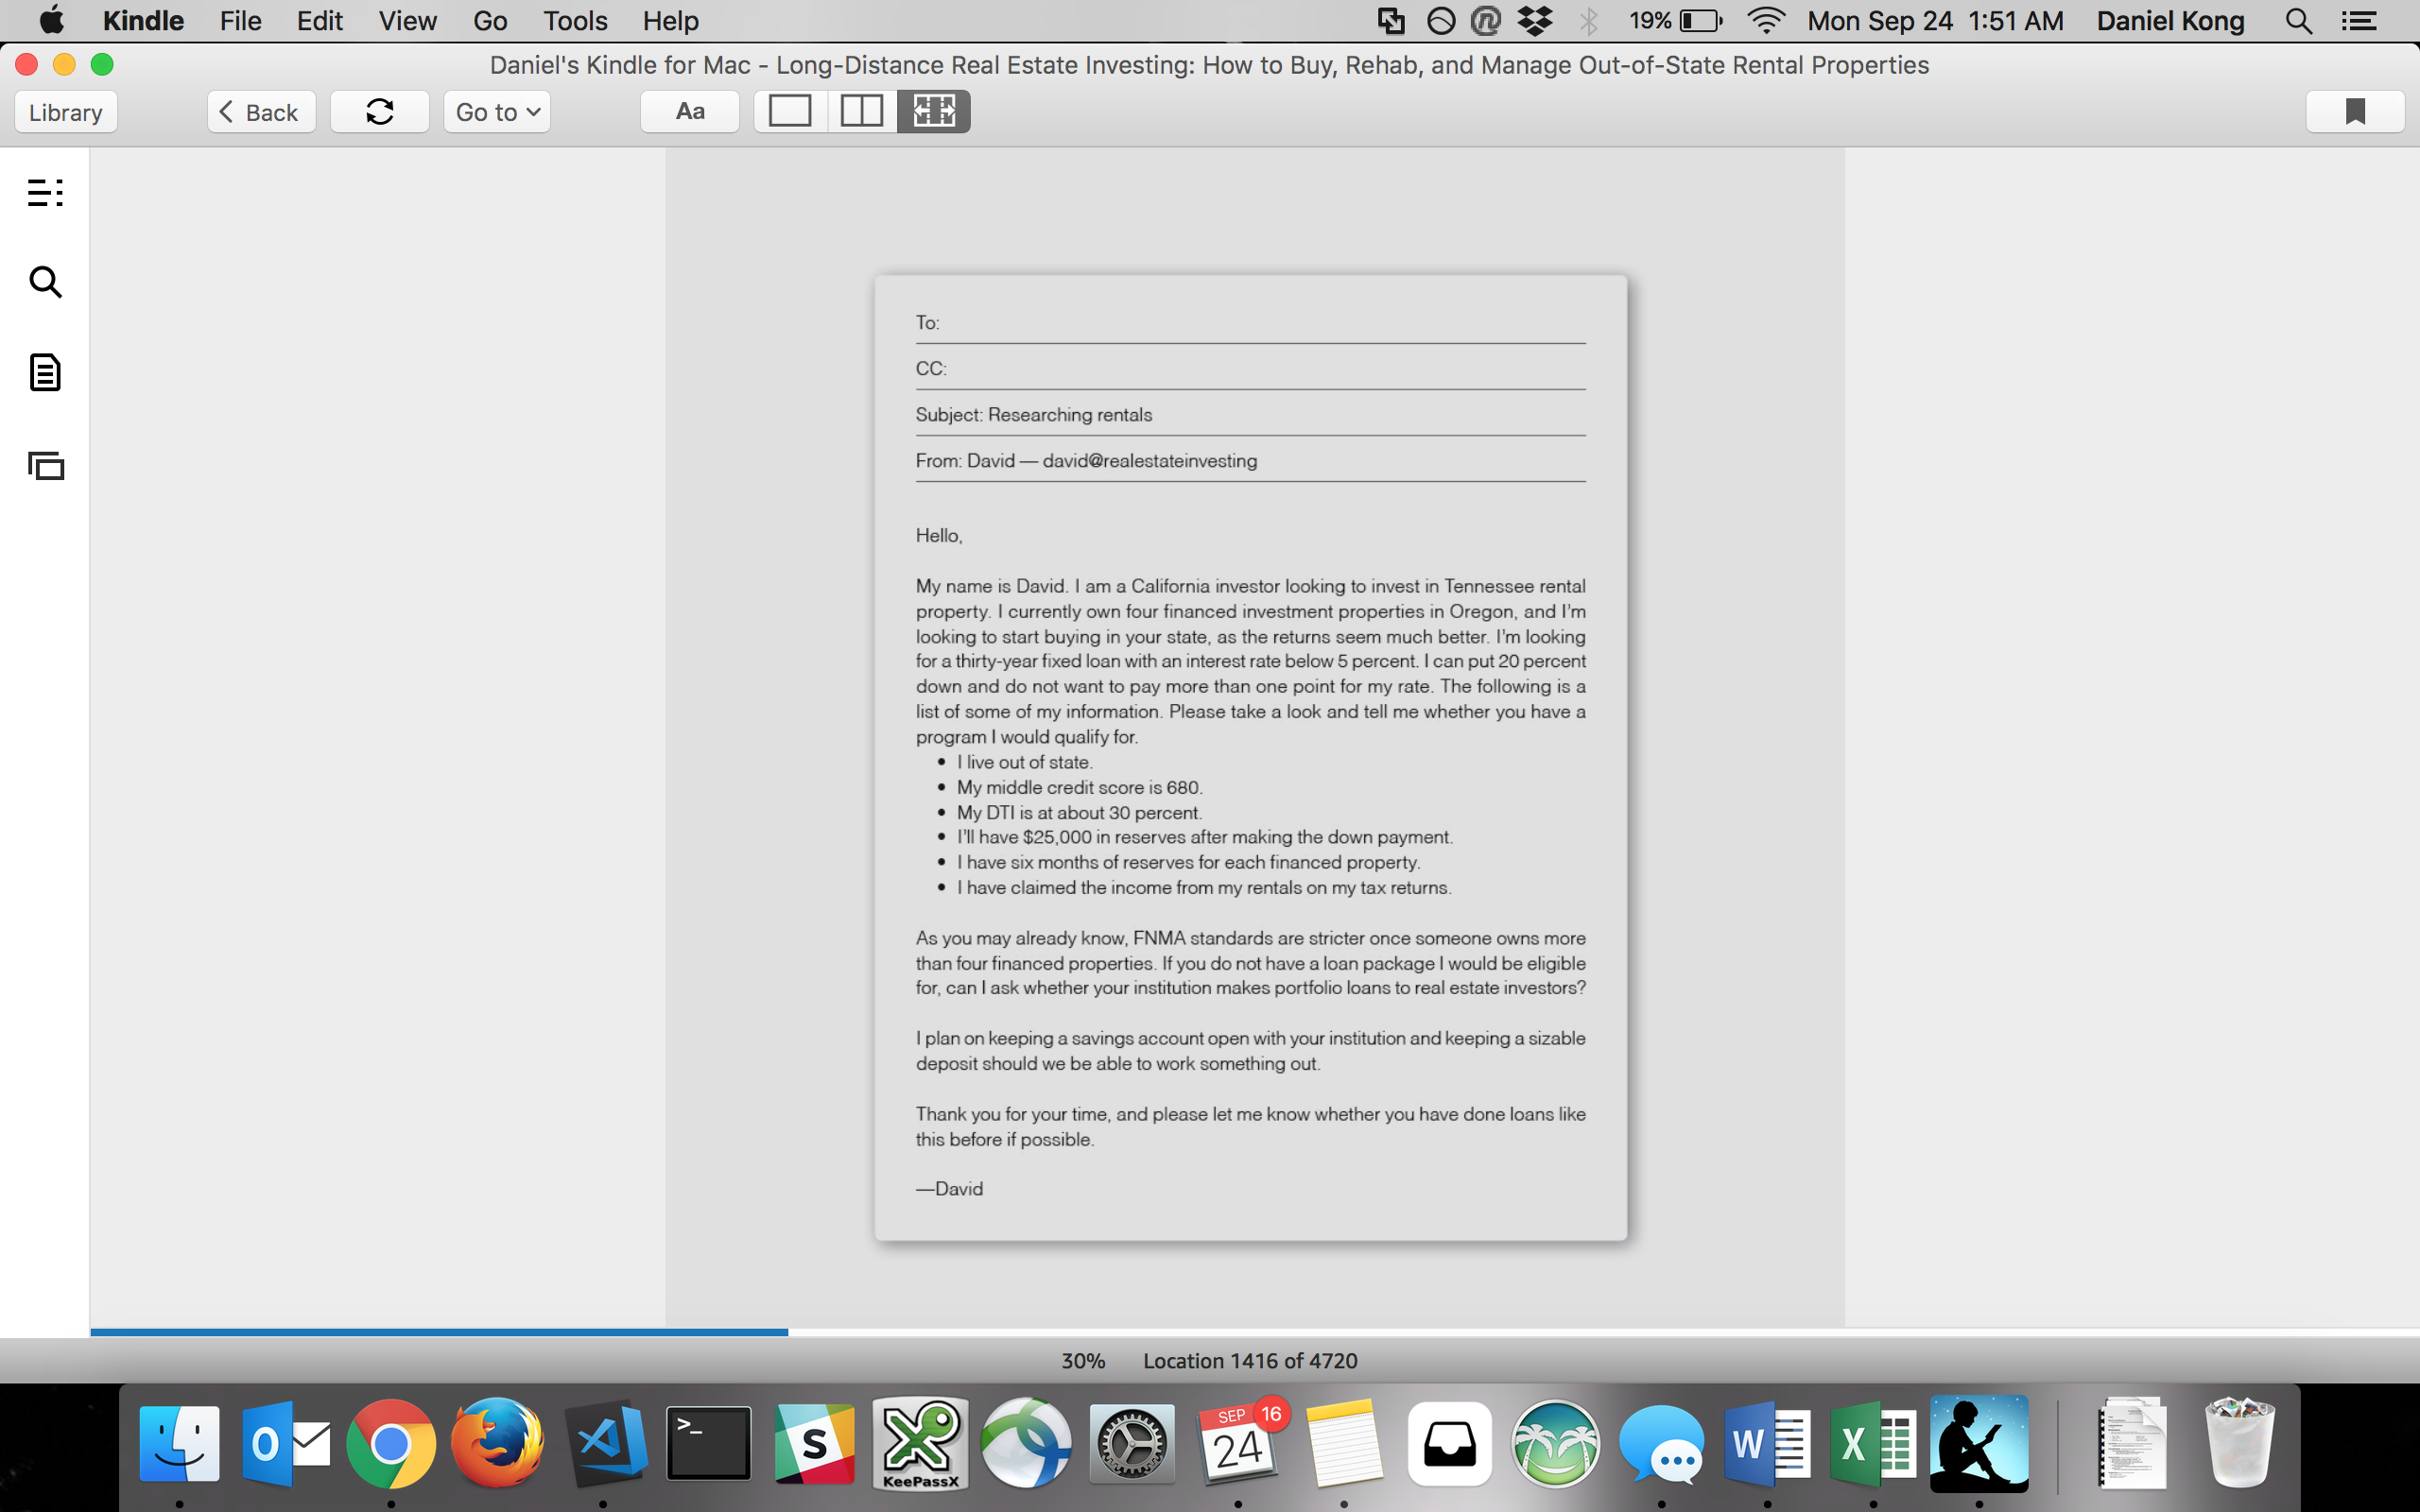 Kindle File Edit View Go Tools Help 19% Mon Sep 24 1:51 AM Daniel Kong
Daniel's Kindle for Mac - Long-Distance Real Estate Investing: How to Buy, Rehab, and Manage Out-of-State Rental Properties
Library Back Go to Aa
To:
CC:
Subject: Researching rentals
From: David — david@realestateinvesting
Hello,
My name is David. I am a California investor looking to invest in Tennessee rental
property. I currently own four financed investment properties in Oregon, and I'm
looking to start buying in your state, as the returns seem much better. I'm looking
for a thirty-year fixed loan with an interest rate below 5 percent. I can put 20 percent
down and do not want to pay more than one point for my rate. The following is a
list of some of my information. Please take a look and tell me whether you have a
program I would qualify for.
• I live out of state.
• My middle credit score is 680.
• My DTI is at about 30 percent.
• I'll have $25,000 in reserves after making the down payment.
• I have six months of reserves for each financed property.
• I have claimed the income from my rentals on my tax returns.
As you may already know, FNMA standards are stricter once someone owns more
than four financed properties. If you do not have a loan package I would be eligible
for, can I ask whether your institution makes portfolio loans to real estate investors?
I plan on keeping a savings account open with your institution and keeping a sizable
deposit should we be able to work something out.
Thank you for your time, and please let me know whether you have done loans like
this before if possible.
—David
30% Location 1416 of 4720
O >_ S KeePassX SEP 16 24 W X